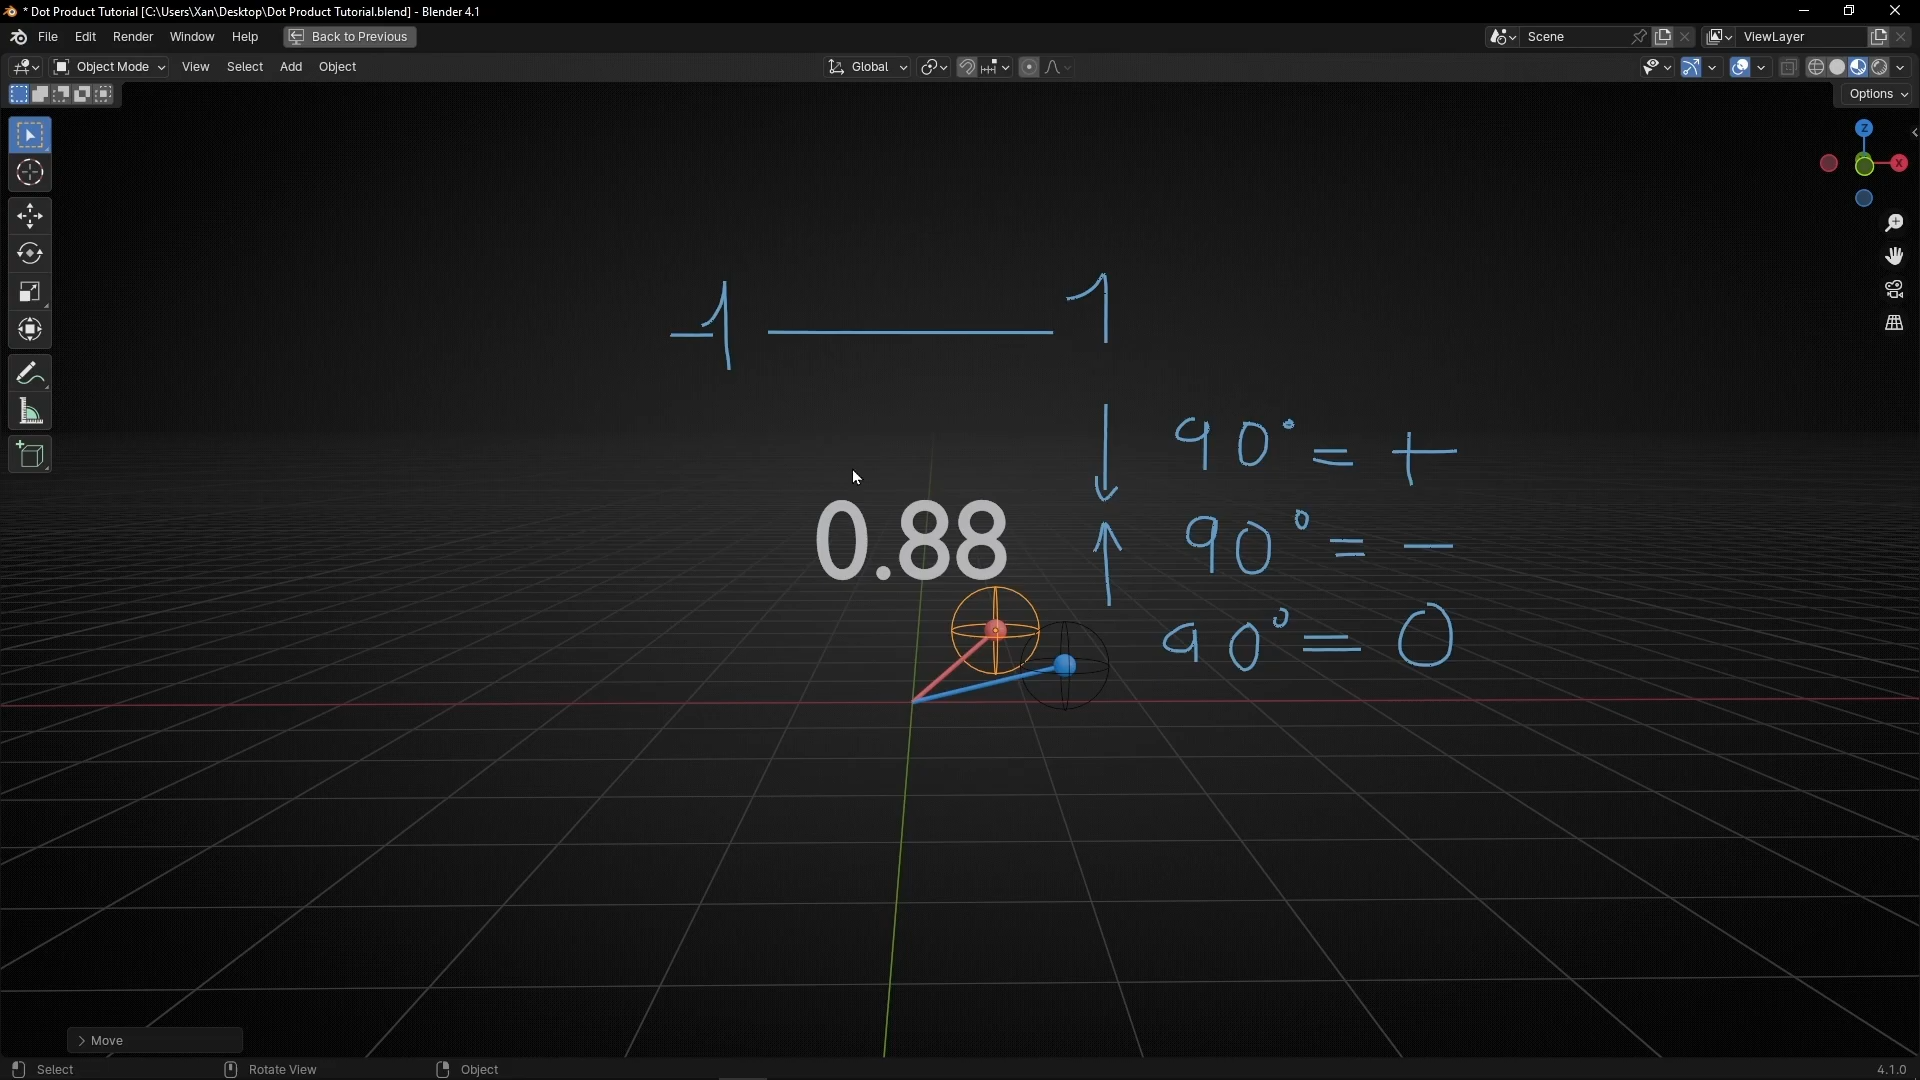 * Dot Product Tutorial [C:\Users\Xan\Desktop\Dot Product Tutorial.blend] - Blender 4.1
File Edit Render Window Help Back to Previous Scene ViewLayer
Object Mode View Select Add Object Global
Options
Z
X
-1 1
90° = +
0.88
90° = -
90° = 0
Move
Select Rotate View Object 4.1.0